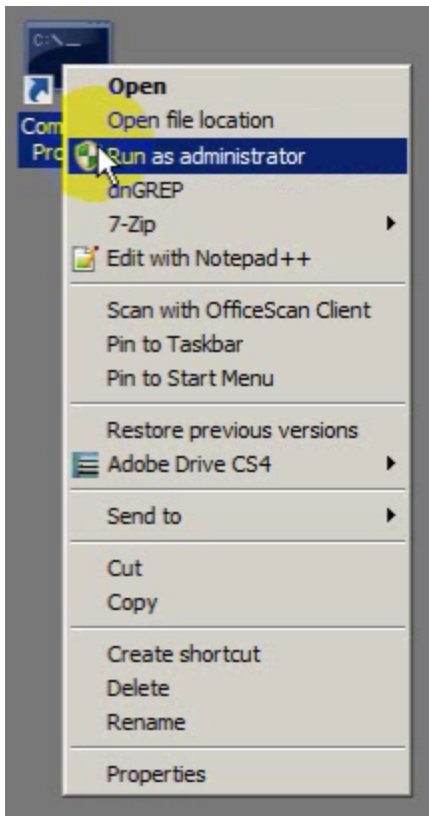 C:\_
Com
Pro
Open
Open file location
Run as administrator
dnGREP
7-Zip
Edit with Notepad++
Scan with OfficeScan Client
Pin to Taskbar
Pin to Start Menu
Restore previous versions
Adobe Drive CS4
Send to
Cut
Copy
Create shortcut
Delete
Rename
Properties